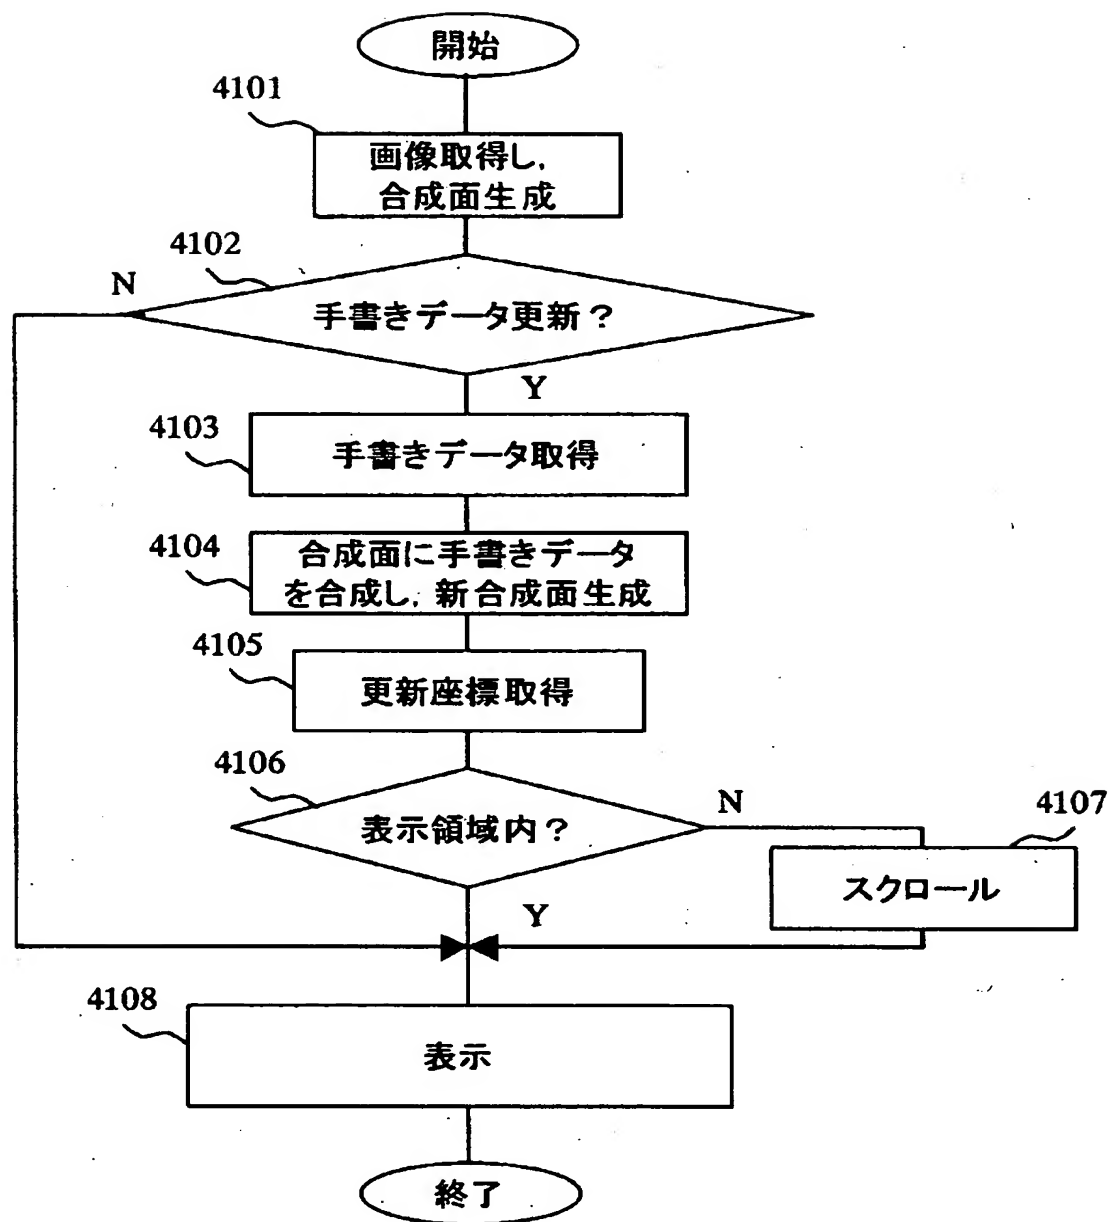 開始
4101
画像取得し,
合成面生成
4102
N
手書きデータ更新?
Y
4103
手書きデータ取得
4104
合成面に手書きデータ
を合成し, 新合成面生成
4105
更新座標取得
4106
表示領域内?
N
4107
スクロール
Y
4108
表示
終了